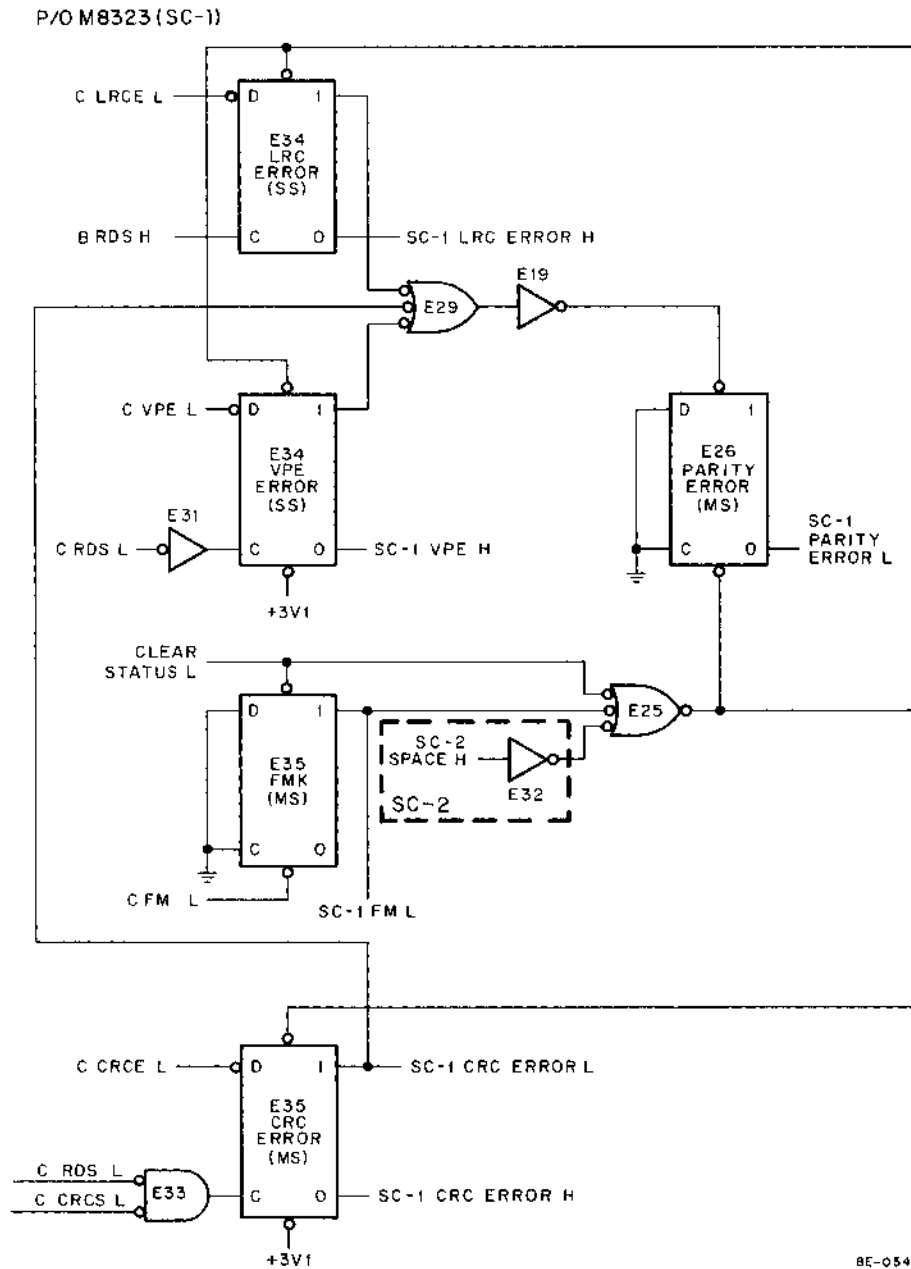 P/O M8323 (SC-1)
C LRCE L
D 1
E34
LRC
ERROR
(SS)
B RDS H
C 0
SC-1 LRC ERROR H
E29
E19
C VPE L
D 1
E34
VPE
ERROR
(SS)
E31
C RDS L
C 0
SC-1 VPE H
+3V1
D 1
E26
PARITY
ERROR
(MS)
C 0
SC-1
PARITY
ERROR L
CLEAR
STATUS L
D 1
E35
FMK
(MS)
C 0
C FM L
SC-1 FM L
SC-2
SPACE H
E32
SC-2
E25
C CRCE L
D 1
SC-1 CRC ERROR L
E35
CRC
ERROR
(MS)
C RDS L
C CRCS L
E33
C 0
SC-1 CRC ERROR H
+3V1
8E-054